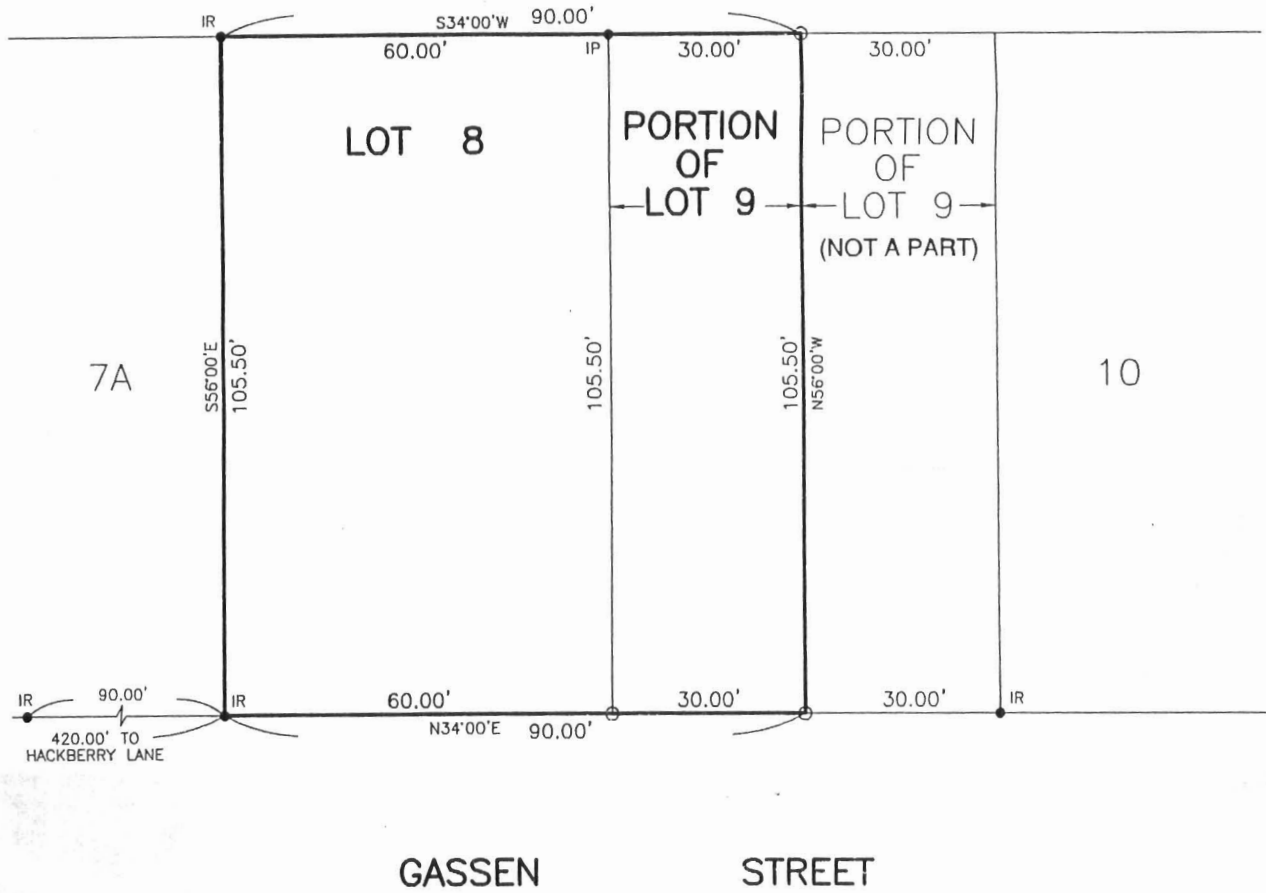 S34°00'W 90.00'
IR
60.00'
IP
30.00'
30.00'
LOT 8
PORTION
OF
LOT 9
PORTION
OF
LOT 9
(NOT A PART)
7A
S56°00'E
105.50'
105.50'
105.50'
N56°00'W
10
IR
90.00'
IR
60.00'
30.00'
30.00'
IR
420.00' TO
HACKBERRY LANE
N34°00'E 90.00'
GASSEN STREET